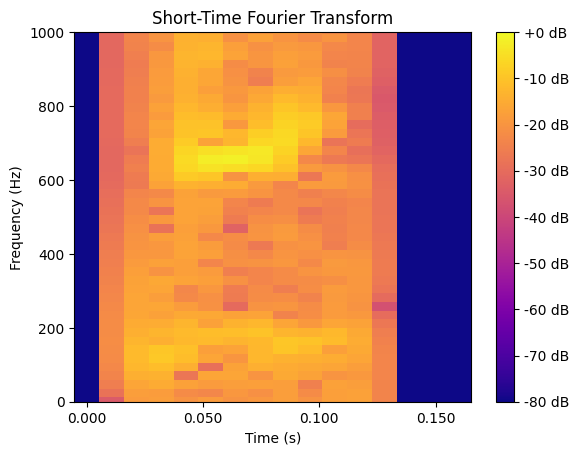 Short-Time Fourier Transform
1000
800
600
400
200
0
Frequency (Hz)
0.000
0.050
0.100
0.150
Time (s)
+0 dB
-10 dB
-20 dB
-30 dB
-40 dB
-50 dB
-60 dB
-70 dB
-80 dB